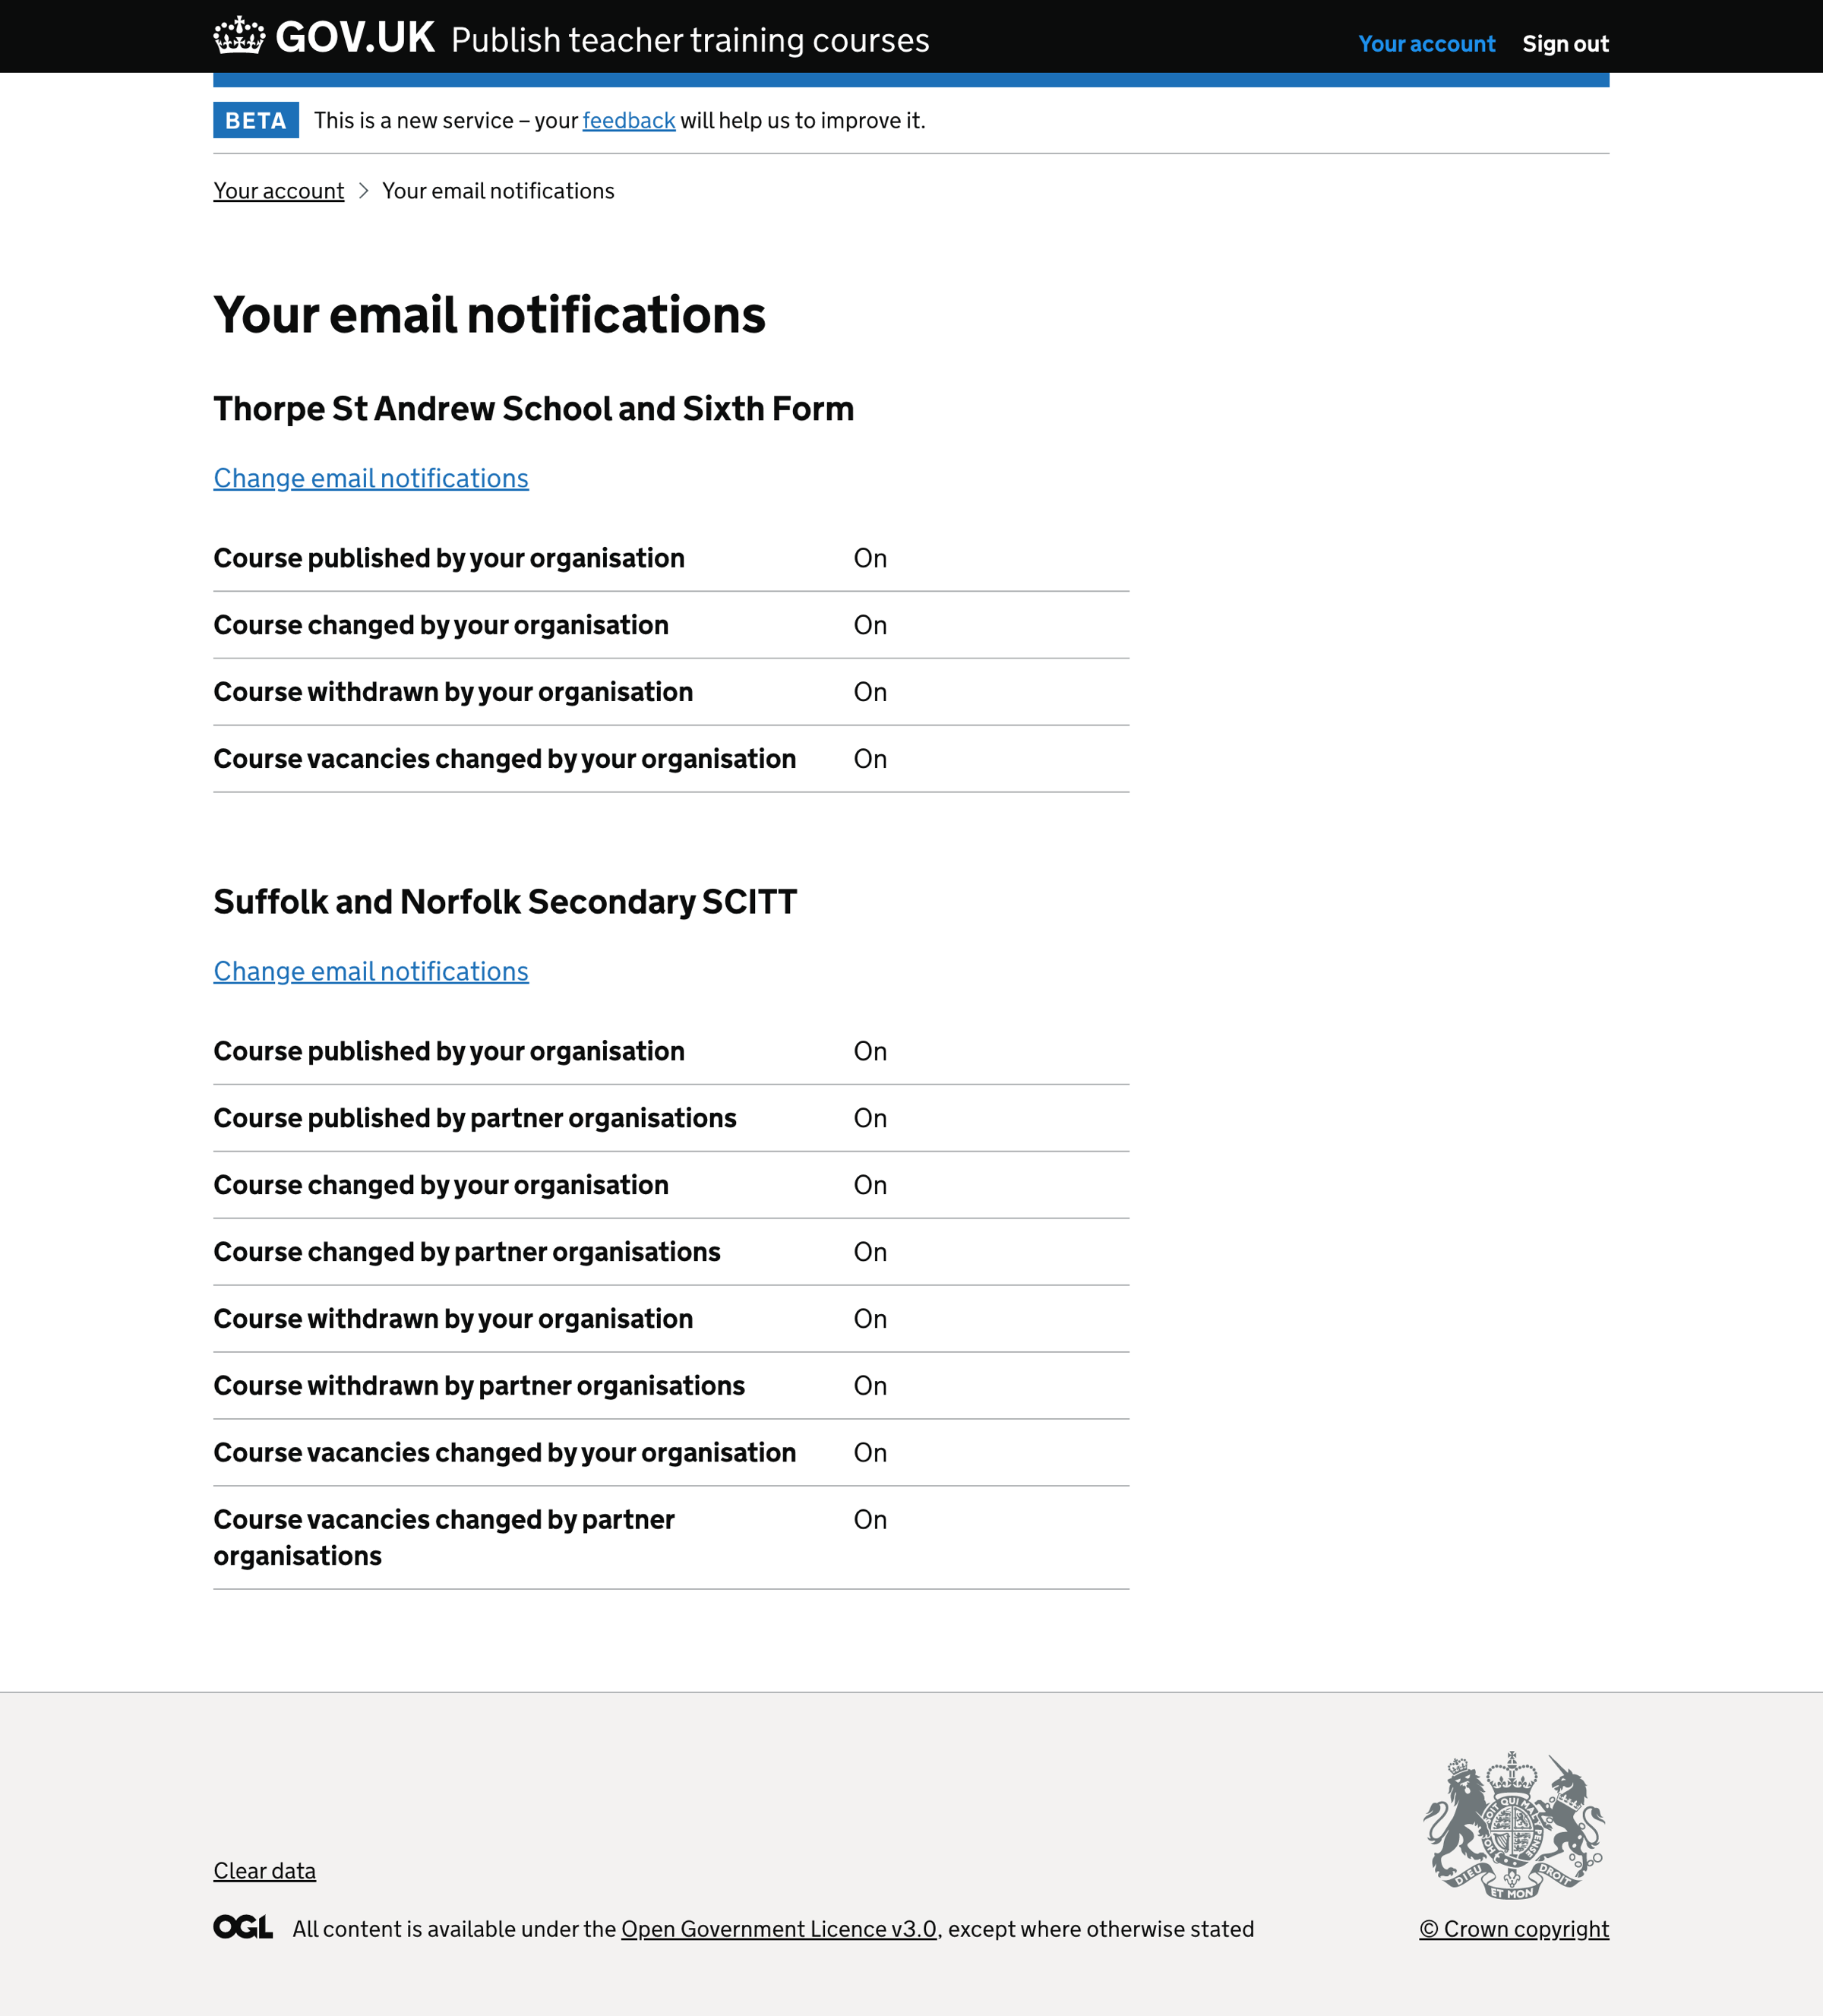 GOV.UK Publish teacher training courses Your account Sign out
BETA This is a new service – your feedback will help us to improve it.
Your account > Your email notifications
Your email notifications
Thorpe St Andrew School and Sixth Form
Change email notifications
Course published by your organisation On
Course changed by your organisation On
Course withdrawn by your organisation On
Course vacancies changed by your organisation On
Suffolk and Norfolk Secondary SCITT
Change email notifications
Course published by your organisation On
Course published by partner organisations On
Course changed by your organisation On
Course changed by partner organisations On
Course withdrawn by your organisation On
Course withdrawn by partner organisations On
Course vacancies changed by your organisation On
Course vacancies changed by partner On
organisations
DIEU ET MON DROIT
Clear data
OGL All content is available under the Open Government Licence v3.0, except where otherwise stated
© Crown copyright